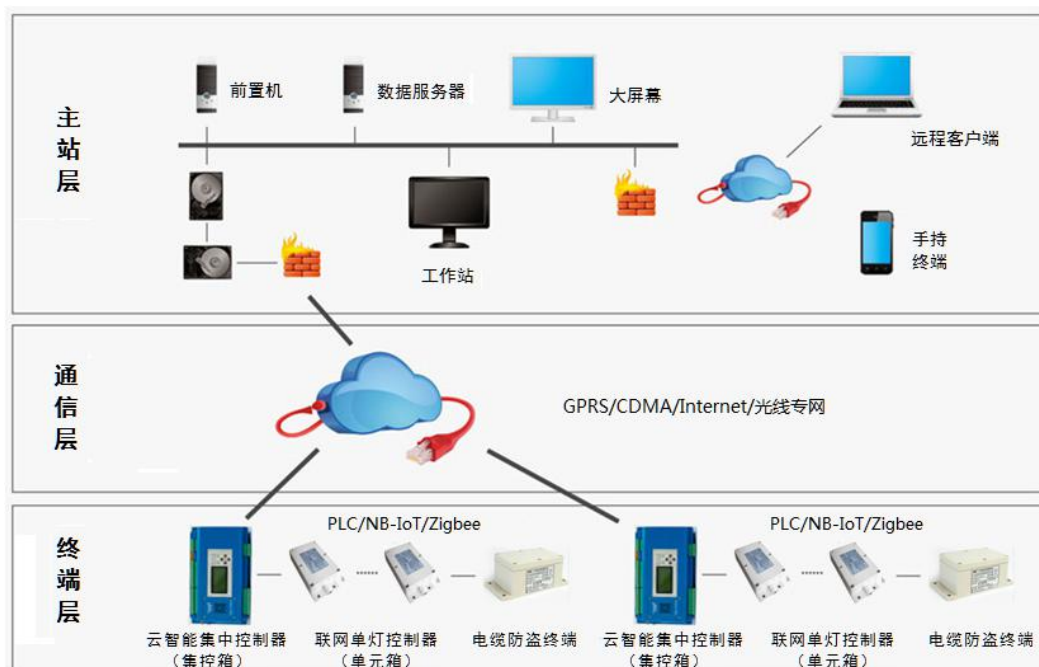 主站层
前置机
数据服务器
大屏幕
远程客户端
工作站
手持
终端
通信层
GPRS/CDMA/Internet/光线专网
终端层
PLC/NB-IoT/Zigbee
PLC/NB-IoT/Zigbee
云智能集中控制器
（集控箱）
联网单灯控制器
（单元箱）
电缆防盗终端
云智能集中控制器
（集控箱）
联网单灯控制器
（单元箱）
电缆防盗终端